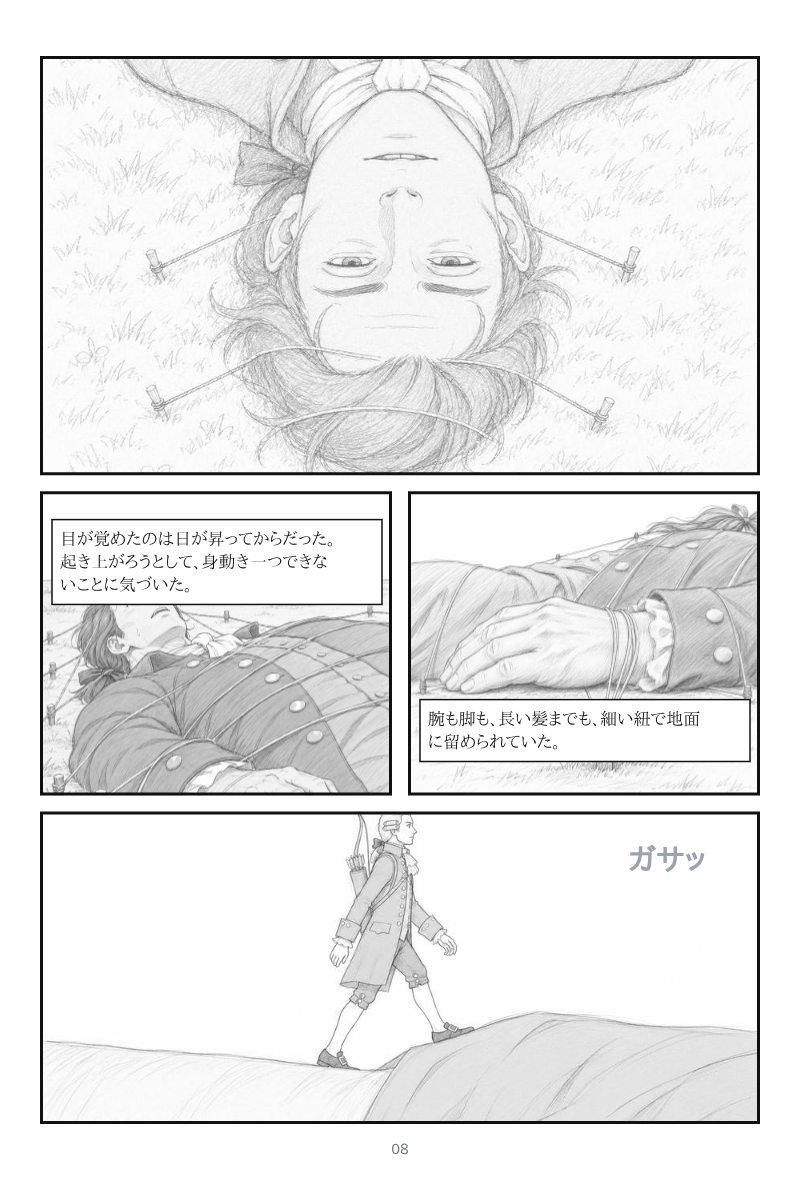 目が覚めたのは日が昇ってからだった。
起き上がろうとして、身動き一つできな
いことに気づいた。
腕も脚も、長い髪までも、細い紐で地面
に留められていた。
ガサッ
08